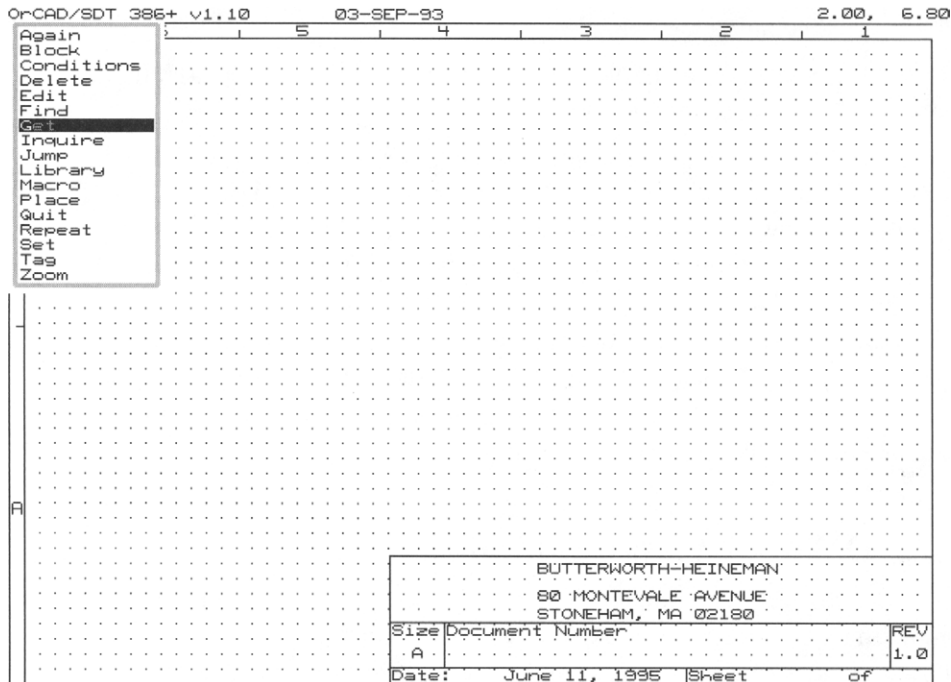 OrCAD/SDT 386+ v1.10 03-SEP-93 2.00, 6.80
5 4 3 2 1
Again
Block
Conditions
Delete
Edit
Find
Get
Inquire
Jump
Library
Macro
Place
Quit
Repeat
Set
Tag
Zoom
A
BUTTERWORTH-HEINEMAN
80 MONTEVALE AVENUE
STONEHAM, MA 02180
Size Document Number REV
A 1.0
Date: June 11, 1995 Sheet of